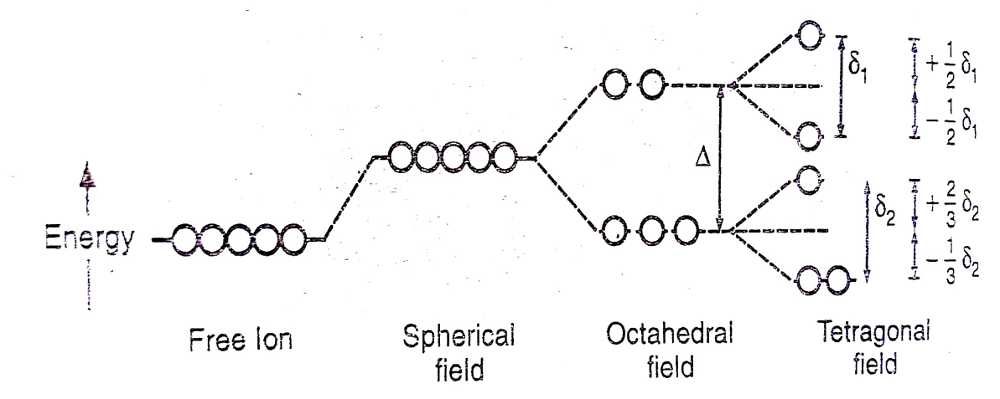 δ₁
+ 1/2 δ₁
- 1/2 δ₁
Δ
δ₂
+ 2/3 δ₂
- 1/3 δ₂
Energy
Free Ion
Spherical
field
Octahedral
field
Tetragonal
field